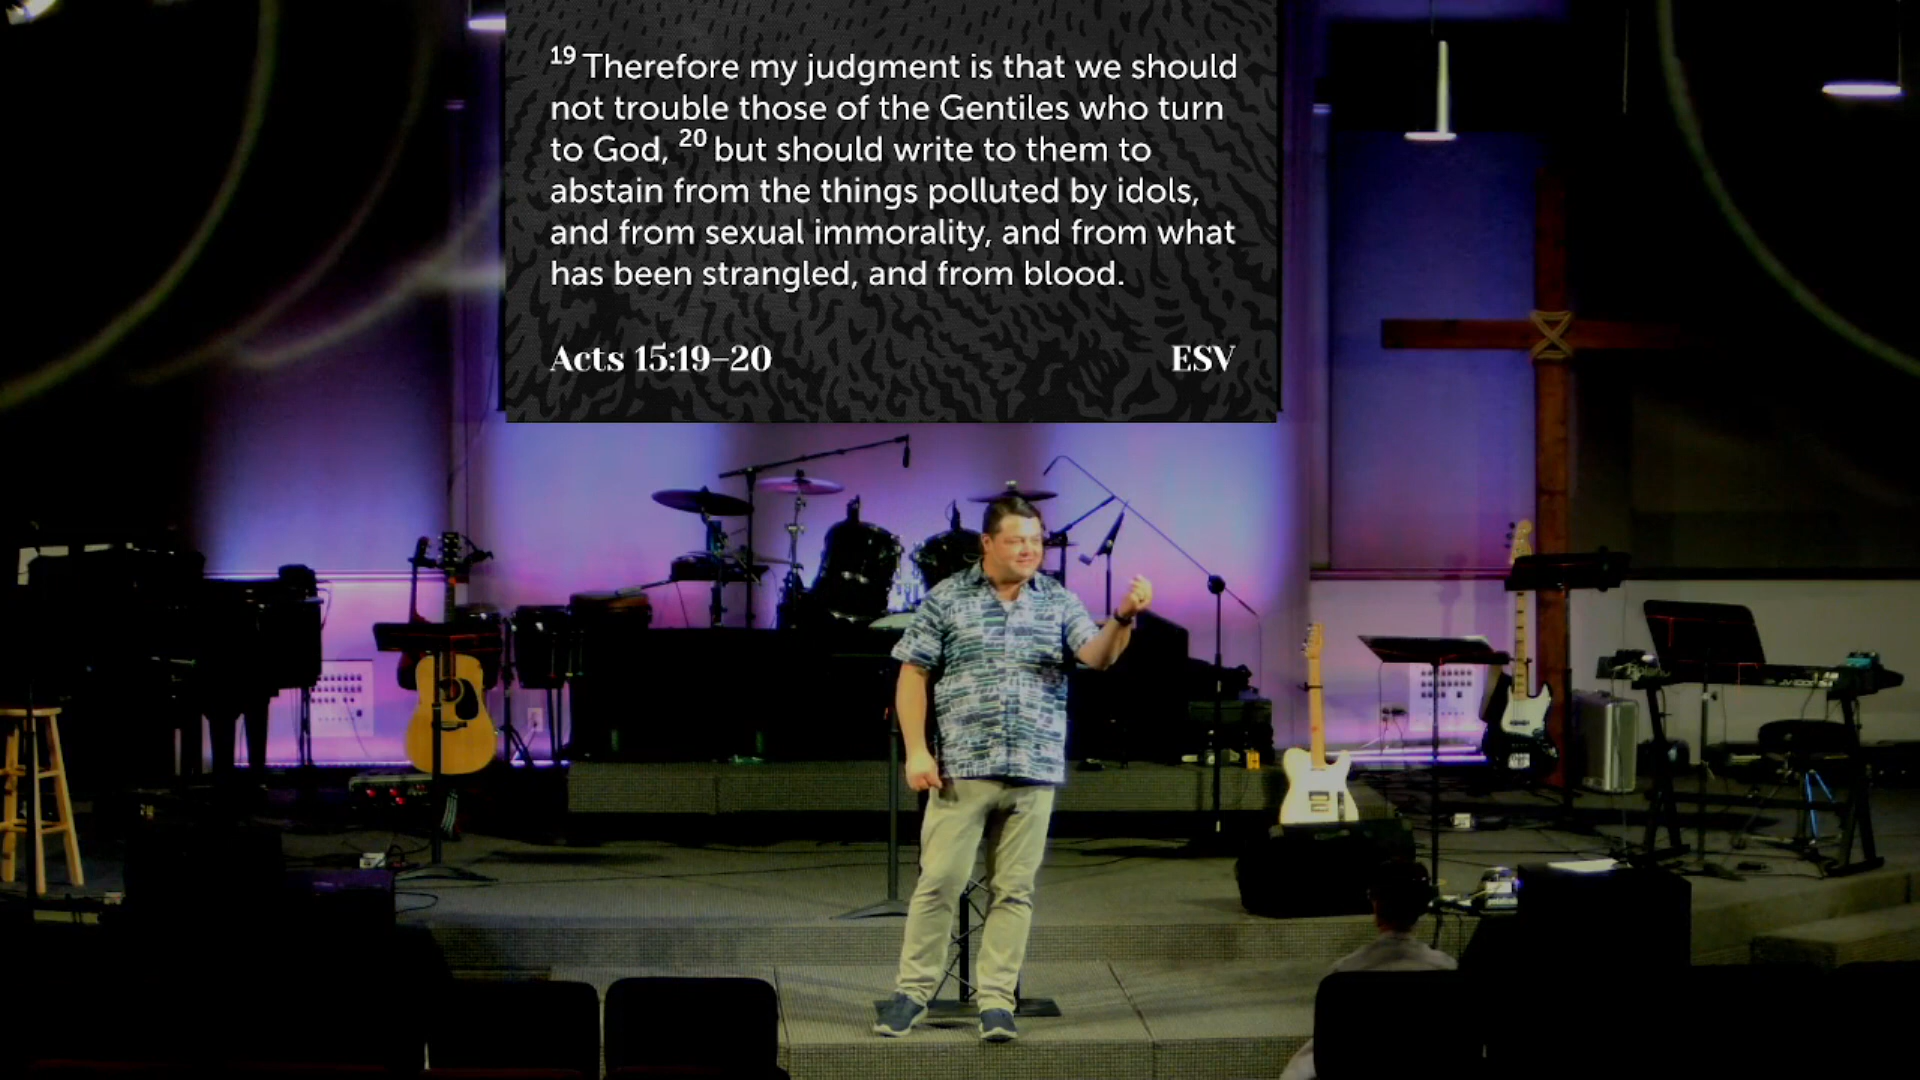 19 Therefore my judgment is that we should
not trouble those of the Gentiles who turn
to God, 20 but should write to them to
abstain from the things polluted by idols,
and from sexual immorality, and from what
has been strangled, and from blood.
Acts 15:19–20 ESV